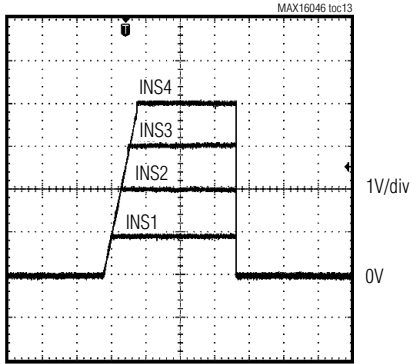 MAX16046 toc13
T
INS4
INS3
INS2
1V/div
INS1
0V